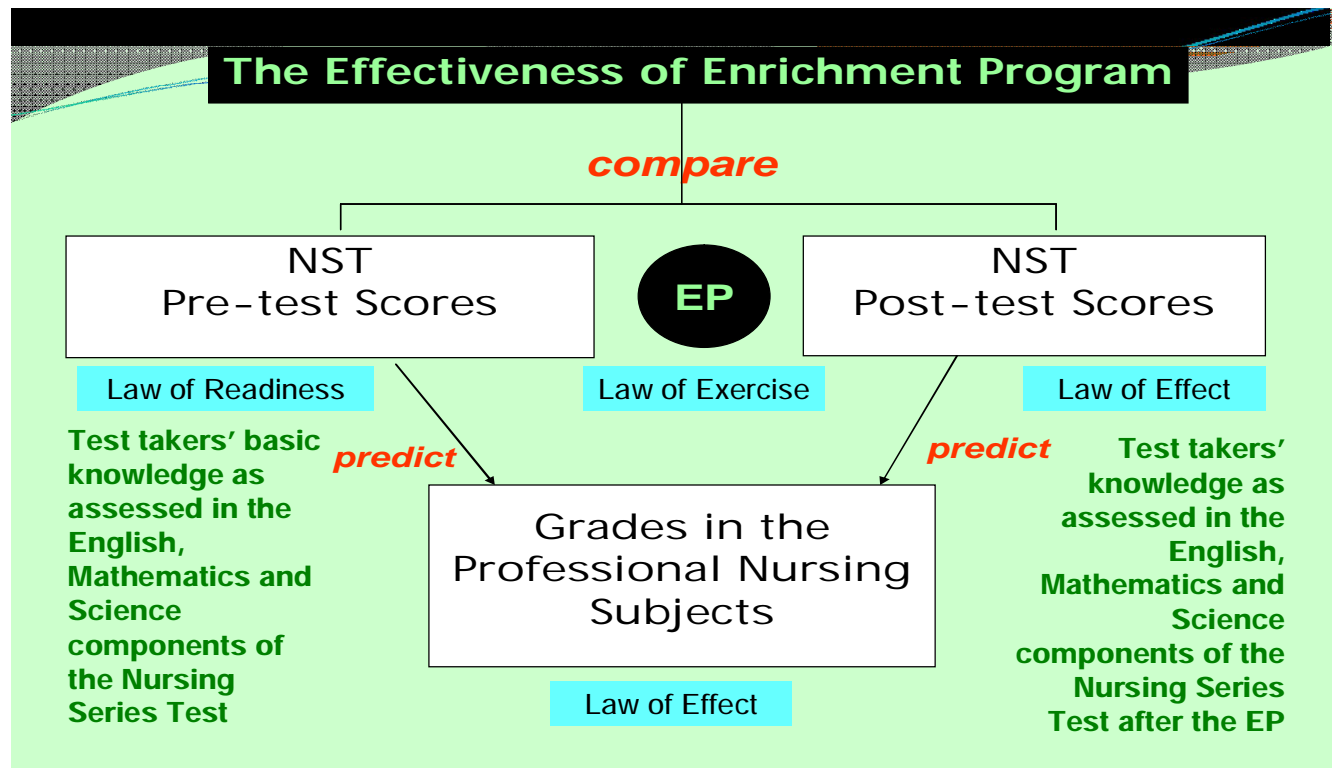 The Effectiveness of Enrichment Program
compare
NST
Pre-test Scores
EP
NST
Post-test Scores
Law of Readiness
Law of Exercise
Law of Effect
Test takers' basic
knowledge as
assessed in the
English,
Mathematics and
Science
components of
the Nursing
Series Test
predict
predict
Test takers'
knowledge as
assessed in the
English,
Mathematics and
Science
components of the
Nursing Series
Test after the EP
Grades in the
Professional Nursing
Subjects
Law of Effect